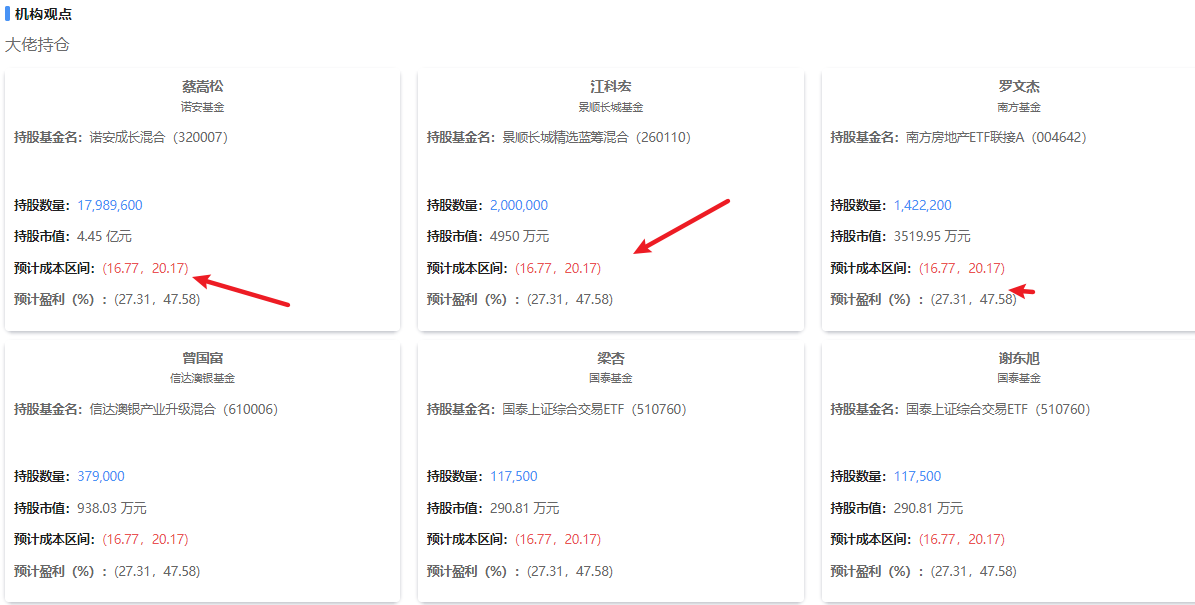 机构观点
大佬持仓
蔡嵩松
诺安基金
持股基金名：诺安成长混合（320007）
持股数量：17,989,600
持股市值：4.45 亿元
预计成本区间：(16.77，20.17)
预计盈利（%）：(27.31，47.58)
江科宏
景顺长城基金
持股基金名：景顺长城精选蓝筹混合（260110）
持股数量：2,000,000
持股市值：4950 万元
预计成本区间：(16.77，20.17)
预计盈利（%）：(27.31，47.58)
罗文杰
南方基金
持股基金名：南方房地产ETF联接A（004642）
持股数量：1,422,200
持股市值：3519.95 万元
预计成本区间：(16.77，20.17)
预计盈利（%）：(27.31，47.58)
曾国富
信达澳银基金
持股基金名：信达澳银产业升级混合（610006）
持股数量：379,000
持股市值：938.03 万元
预计成本区间：(16.77，20.17)
预计盈利（%）：(27.31，47.58)
梁杏
国泰基金
持股基金名：国泰上证综合交易ETF（510760）
持股数量：117,500
持股市值：290.81 万元
预计成本区间：(16.77，20.17)
预计盈利（%）：(27.31，47.58)
谢东旭
国泰基金
持股基金名：国泰上证综合交易ETF（510760）
持股数量：117,500
持股市值：290.81 万元
预计成本区间：(16.77，20.17)
预计盈利（%）：(27.31，47.58)